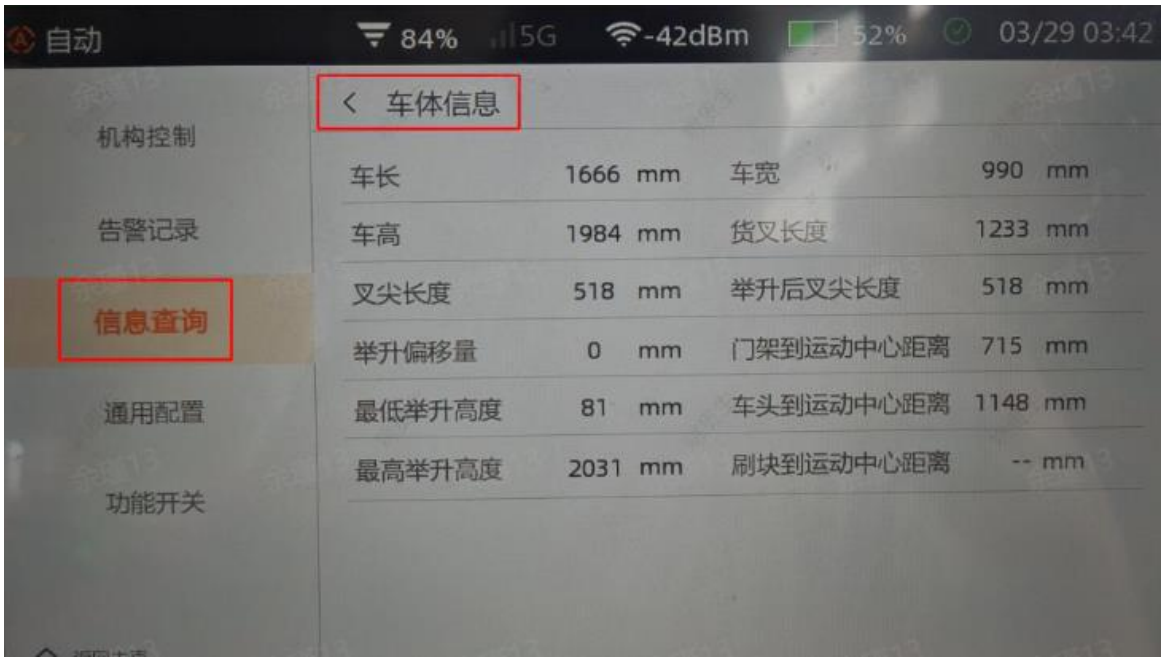 自动 84% 5G -42dBm 52% 03/29 03:42
< 车体信息
机构控制
告警记录
信息查询
通用配置
功能开关
车长 1666 mm 车宽 990 mm
车高 1984 mm 货叉长度 1233 mm
叉尖长度 518 mm 举升后叉尖长度 518 mm
举升偏移量 0 mm 门架到运动中心距离 715 mm
最低举升高度 81 mm 车头到运动中心距离 1148 mm
最高举升高度 2031 mm 刷块到运动中心距离 -- mm